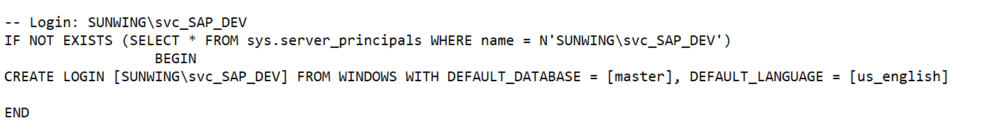 -- Login: SUNWING\svc_SAP_DEV
IF NOT EXISTS (SELECT * FROM sys.server_principals WHERE name = N'SUNWING\svc_SAP_DEV')
BEGIN
CREATE LOGIN [SUNWING\svc_SAP_DEV] FROM WINDOWS WITH DEFAULT_DATABASE = [master], DEFAULT_LANGUAGE = [us_english]
END